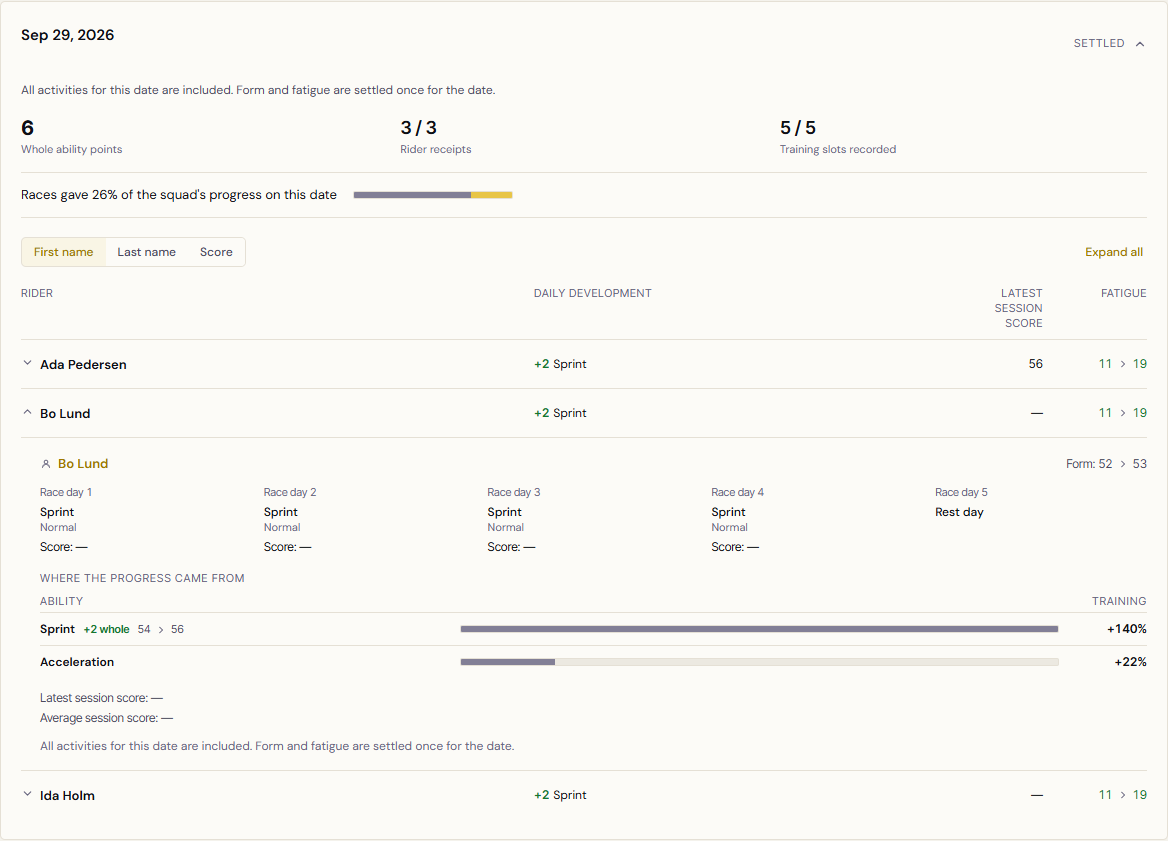 Sep 29, 2026
SETTLED
All activities for this date are included. Form and fatigue are settled once for the date.
6
Whole ability points
3 / 3
Rider receipts
5 / 5
Training slots recorded
Races gave 26% of the squad's progress on this date
First name Last name Score
Expand all
RIDER DAILY DEVELOPMENT LATEST SESSION SCORE FATIGUE
Ada Pedersen +2 Sprint 56 11 > 19
Bo Lund +2 Sprint — 11 > 19
Bo Lund Form: 52 > 53
Race day 1 Race day 2 Race day 3 Race day 4 Race day 5
Sprint Sprint Sprint Sprint Rest day
Normal Normal Normal Normal
Score: — Score: — Score: — Score: —
WHERE THE PROGRESS CAME FROM
ABILITY TRAINING
Sprint +2 whole 54 > 56 +140%
Acceleration +22%
Latest session score: —
Average session score: —
All activities for this date are included. Form and fatigue are settled once for the date.
Ida Holm +2 Sprint — 11 > 19